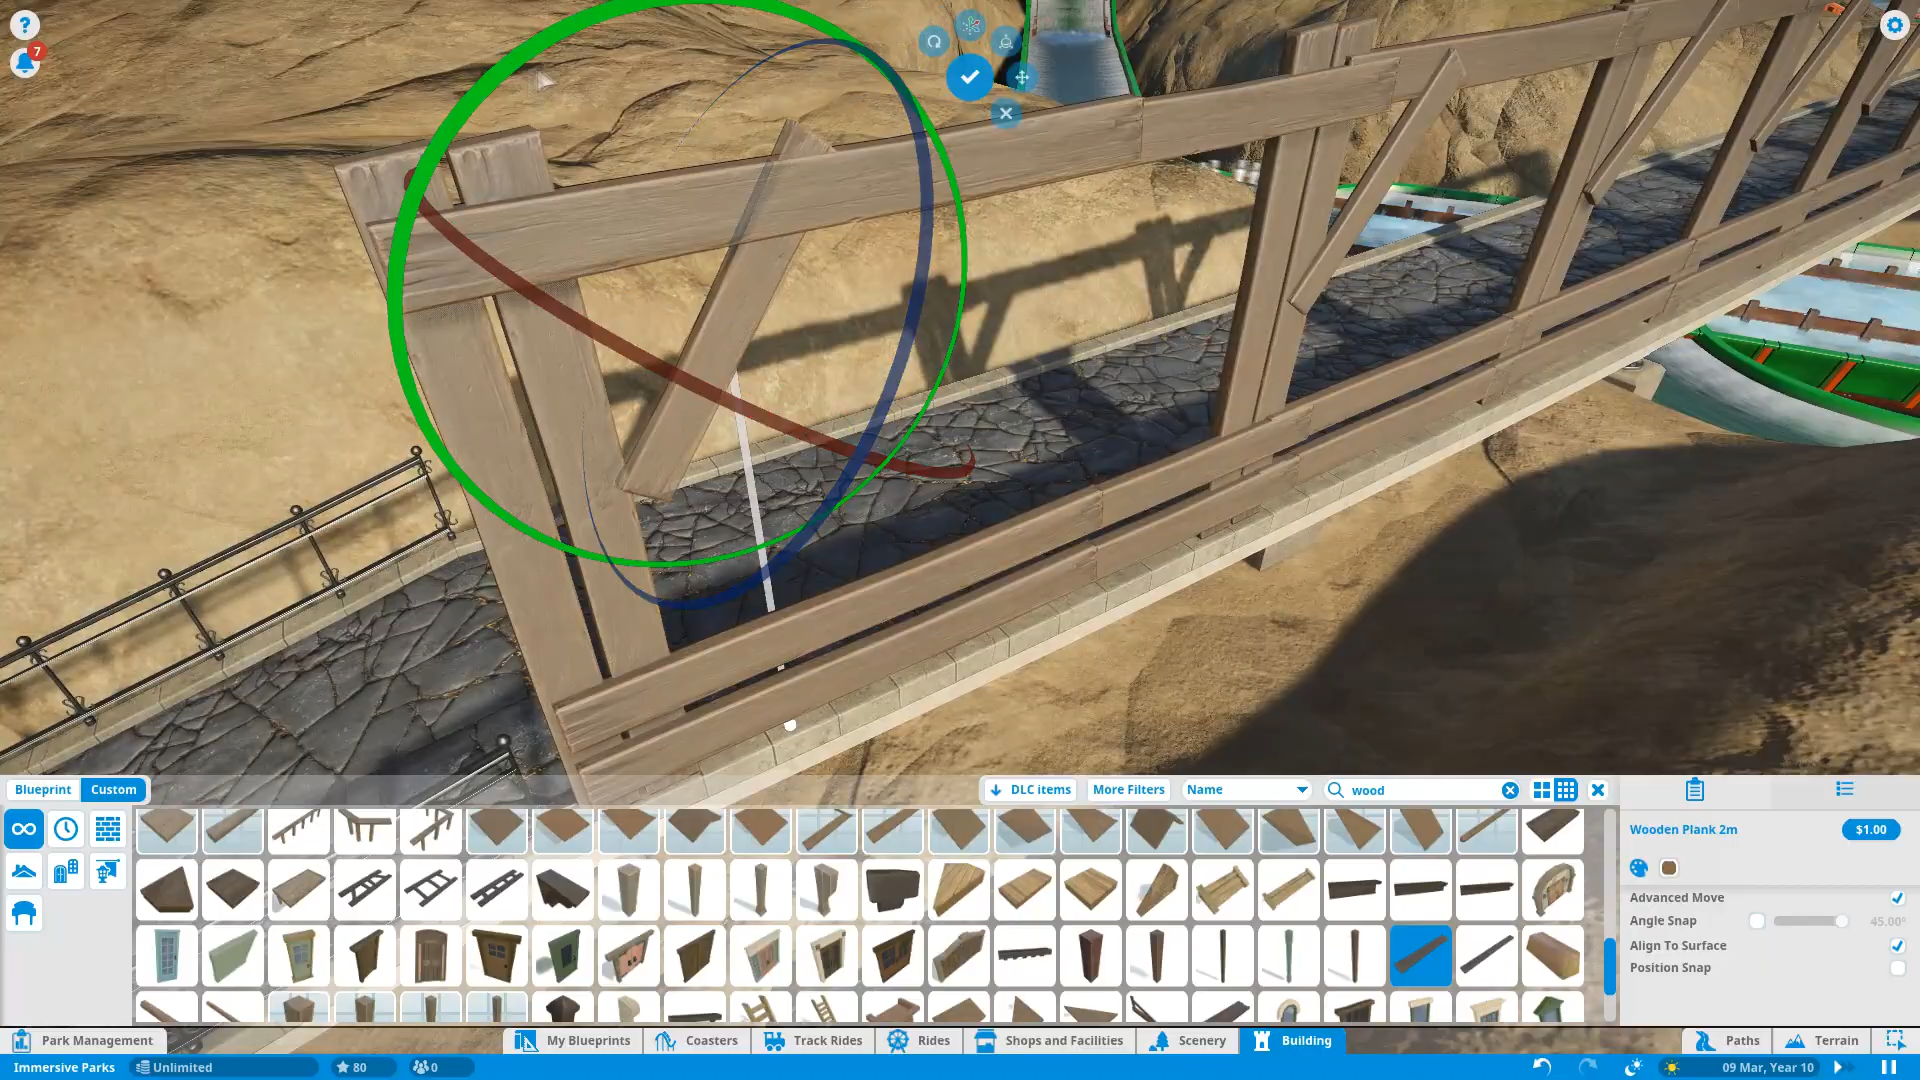 ?
7
Blueprint
Custom
DLC items
More Filters
Name
wood
Wooden Plank 2m
$1.00
Advanced Move
Angle Snap
45.00°
Align To Surface
Position Snap
Park Management
My Blueprints
Coasters
Track Rides
Rides
Shops and Facilities
Scenery
Building
Paths
Terrain
Immersive Parks
Unlimited
80
0
09 Mar, Year 10